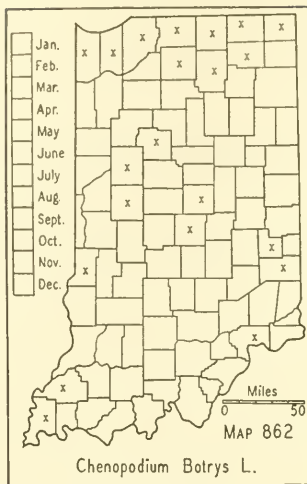 Jan.
Feb.
Mar.
Apr.
May
June
July
Aug.
Sept.
Oct.
Nov.
Dec.
x x x x x x x
x x x
x
x
x x
x
x
x x
x
x
x
Miles
0 50
MAP 862
Chenopodium Botrys L.